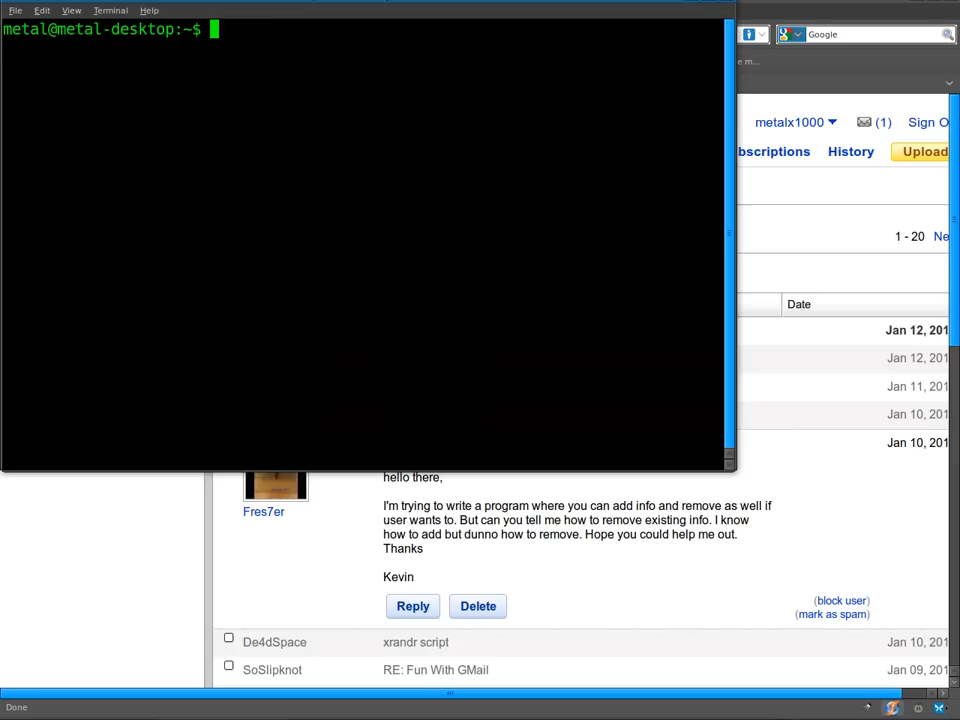 File Edit View Terminal Help
metal@metal-desktop:~$
Google
e m...
metalx1000 (1) Sign O
bscriptions History Upload
1 - 20 Ne
Date
Jan 12, 201
Jan 12, 201
Jan 11, 201
Jan 10, 201
Jan 10, 201
hello there,
Fres7er
I'm trying to write a program where you can add info and remove as well if
user wants to. But can you tell me how to remove existing info. I know
how to add but dunno how to remove. Hope you could help me out.
Thanks
Kevin
Reply Delete
(block user)
(mark as spam)
De4dSpace xrandr script Jan 10, 201
SoSlipknot RE: Fun With GMail Jan 09, 201
Done